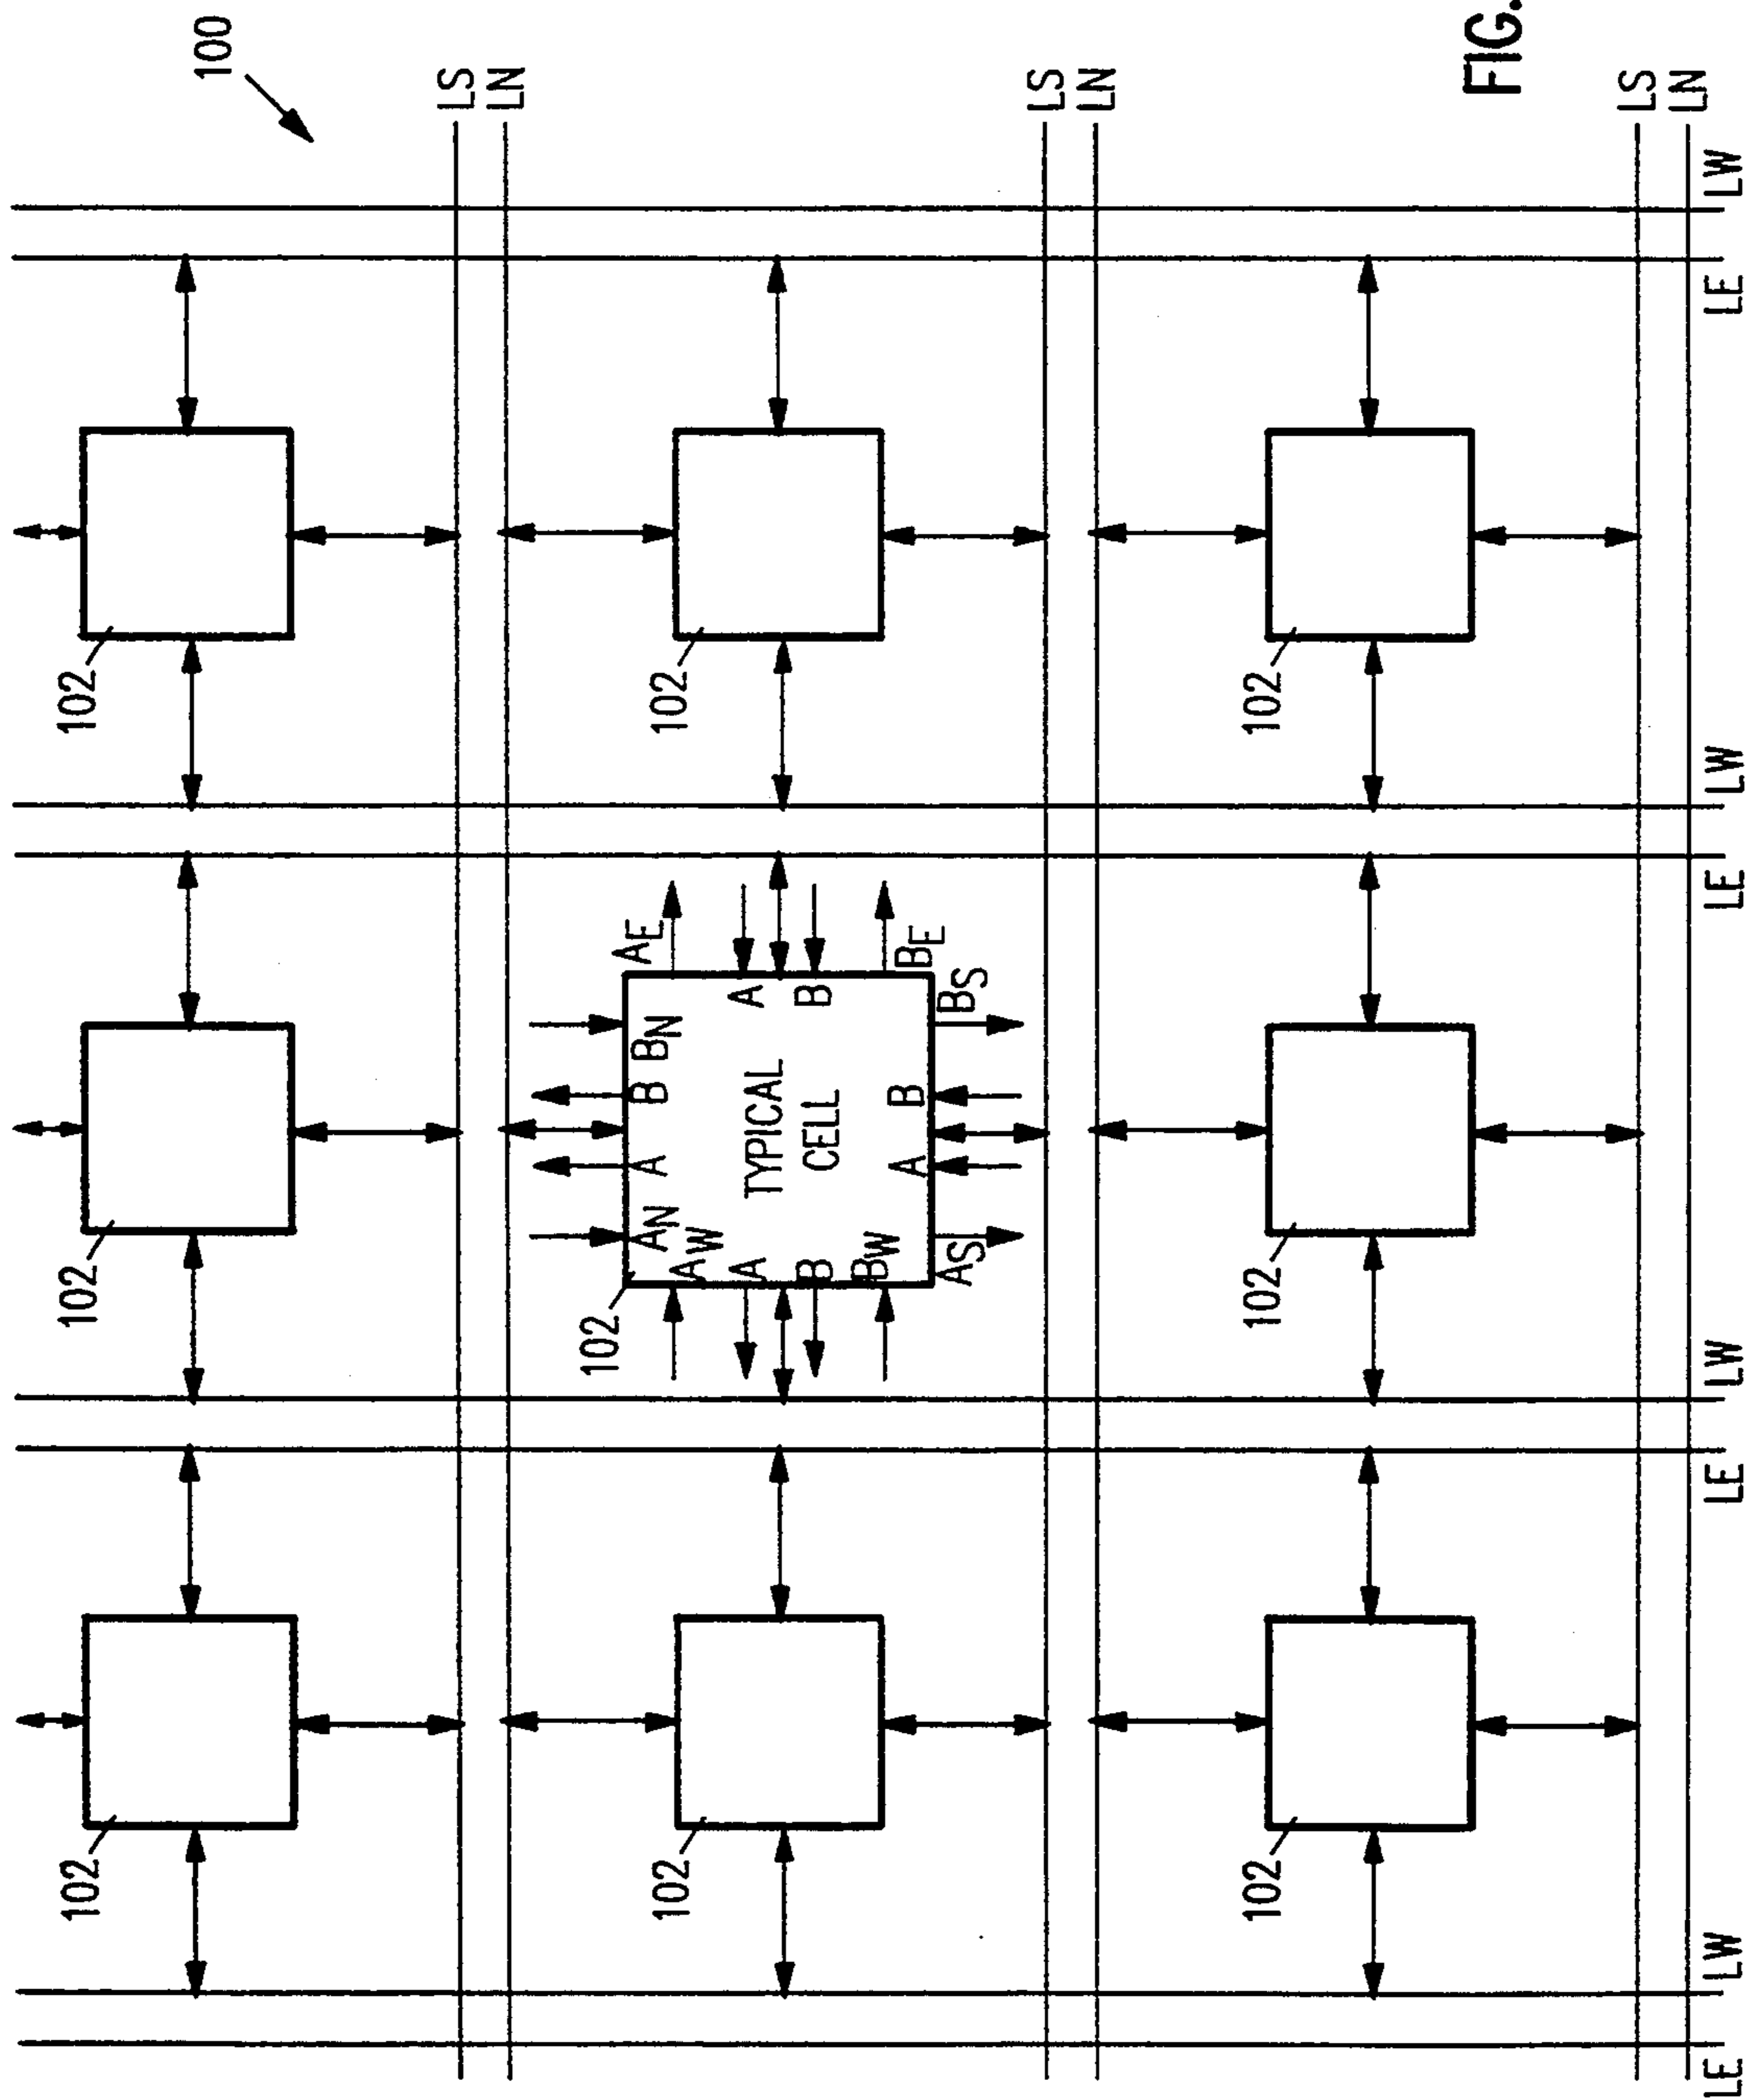 102 102 102
100
LS
LN
102 102 102
AN A B BN AE
AW
A TYPICAL A
B CELL B
BW A B BE
AS BS
LS
LN
102 102 102
FIG.
LS
LN
LE LW LE LW LE LW LE LW